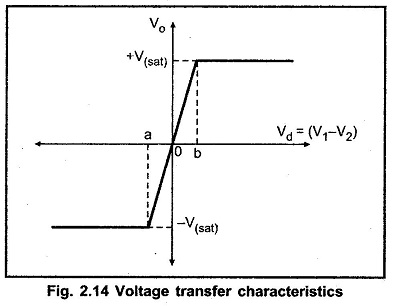 Vo
+V(sat)
a
Vd = (V1–V2)
0
b
–V(sat)
Fig. 2.14 Voltage transfer characteristics